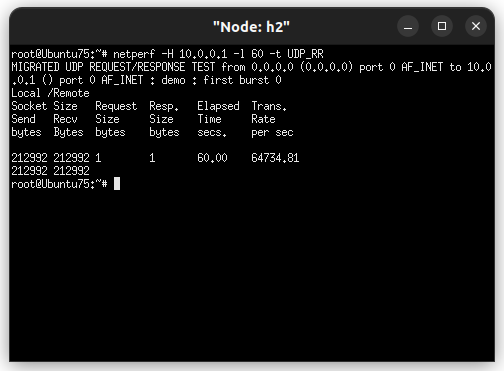 "Node: h2"
root@Ubuntu75:~# netperf -H 10.0.0.1 -l 60 -t UDP_RR
MIGRATED UDP REQUEST/RESPONSE TEST from 0.0.0.0 (0.0.0.0) port 0 AF_INET to 10.0
.0.1 () port 0 AF_INET : demo : first burst 0
Local /Remote
Socket Size   Request  Resp.   Elapsed  Trans.
Send   Recv   Size     Size    Time     Rate
bytes  Bytes  bytes    bytes   secs.    per sec
212992 212992 1        1       60.00    64734.81
212992 212992
root@Ubuntu75:~#